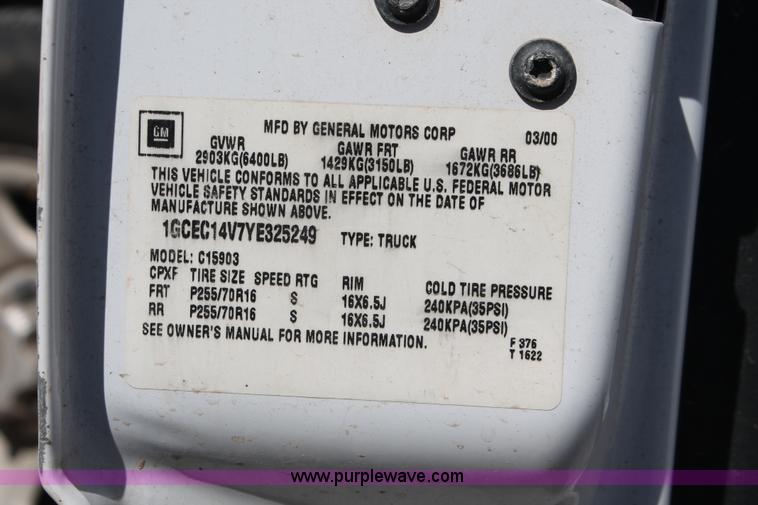 GM
MFD BY GENERAL MOTORS CORP 03/00
GVWR GAWR FRT GAWR RR
2903KG(6400LB) 1429KG(3150LB) 1672KG(3686LB)
THIS VEHICLE CONFORMS TO ALL APPLICABLE U.S. FEDERAL MOTOR
VEHICLE SAFETY STANDARDS IN EFFECT ON THE DATE OF
MANUFACTURE SHOWN ABOVE.
1GCEC14V7YE325249 TYPE: TRUCK
MODEL: C15903
CPXF TIRE SIZE SPEED RTG RIM COLD TIRE PRESSURE
FRT P255/70R16 S 16X6.5J 240KPA(35PSI)
RR P255/70R16 S 16X6.5J 240KPA(35PSI)
SEE OWNER'S MANUAL FOR MORE INFORMATION.
F 376
T 1622
www.purplewave.com